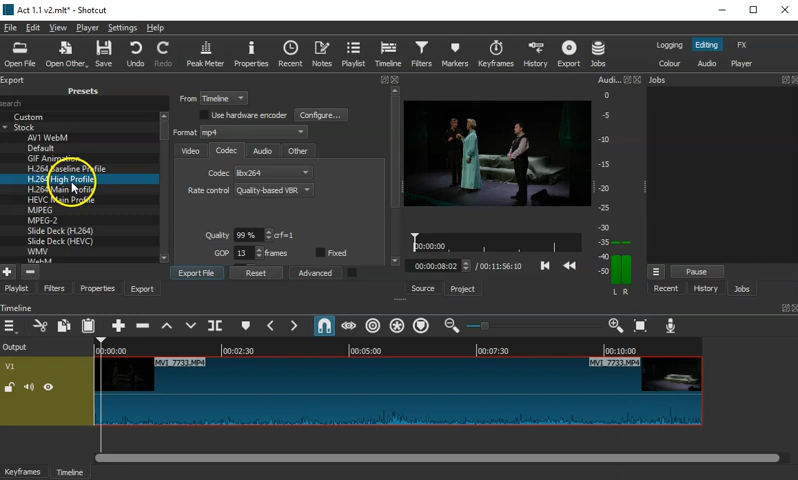 Act 1.1 v2.mlt* - Shotcut
File Edit View Player Settings Help
Open File Open Other Save Undo Redo Peak Meter Properties Recent Notes Playlist Timeline Filters Markers Keyframes History Export Jobs
Logging Editing FX
Colour Audio Player
Export
Presets
search
Custom
Stock
AV1 WebM
Default
GIF Animation
H.264 Baseline Profile
H.264 High Profile
H.264 Main Profile
HEVC Main Profile
MJPEG
MPEG-2
Slide Deck (H.264)
Slide Deck (HEVC)
WMV
WebM
From Timeline
Use hardware encoder Configure...
Format mp4
Video Codec Audio Other
Codec libx264
Rate control Quality-based VBR
Quality 99 % crf=1
GOP 13 frames Fixed
Export File Reset Advanced
Playlist Filters Properties Export
00:00:00
00:00:08:02 / 00:11:56:10
Source Project
Audi...
0
-5
-10
-15
-20
-25
-30
-35
-40
-50
L R
Jobs
Pause
Recent History Jobs
Timeline
Output
00:00:00 00:02:30 00:05:00 00:07:30 00:10:00
V1
MVI_7733.MP4 MVI_7733.MP4
Keyframes Timeline